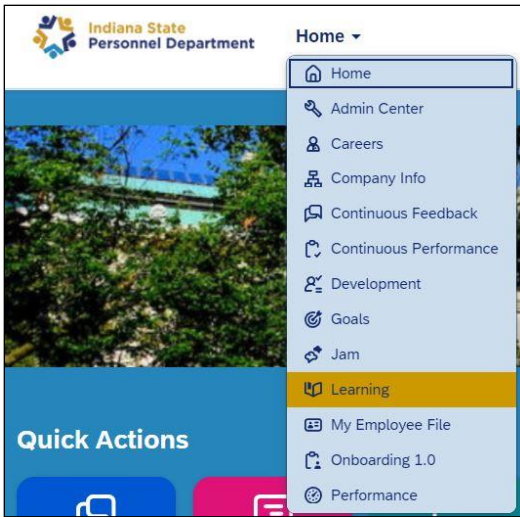 Indiana State
Personnel Department
Home
Home
Admin Center
Careers
Company Info
Continuous Feedback
Continuous Performance
Development
Goals
Jam
Learning
My Employee File
Onboarding 1.0
Performance
Quick Actions